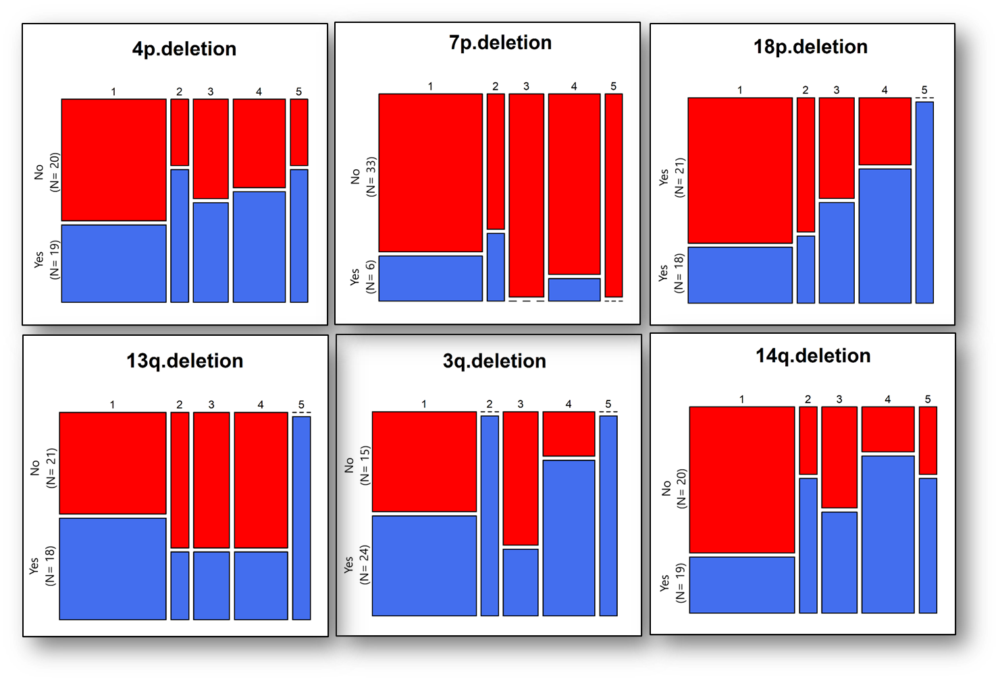 4p.deletion
1 2 3 4 5
No
(N= 20)
Yes
(N= 19)
7p.deletion
1 2 3 4 5
No
(N= 33)
Yes
(N= 6)
18p.deletion
1 2 3 4 5
Yes
(N= 21)
Yes
(N= 18)
13q.deletion
1 2 3 4 5
No
(N= 21)
Yes
(N= 18)
3q.deletion
1 2 3 4 5
No
(N= 15)
Yes
(N= 24)
14q.deletion
1 2 3 4 5
No
(N= 20)
Yes
(N= 19)